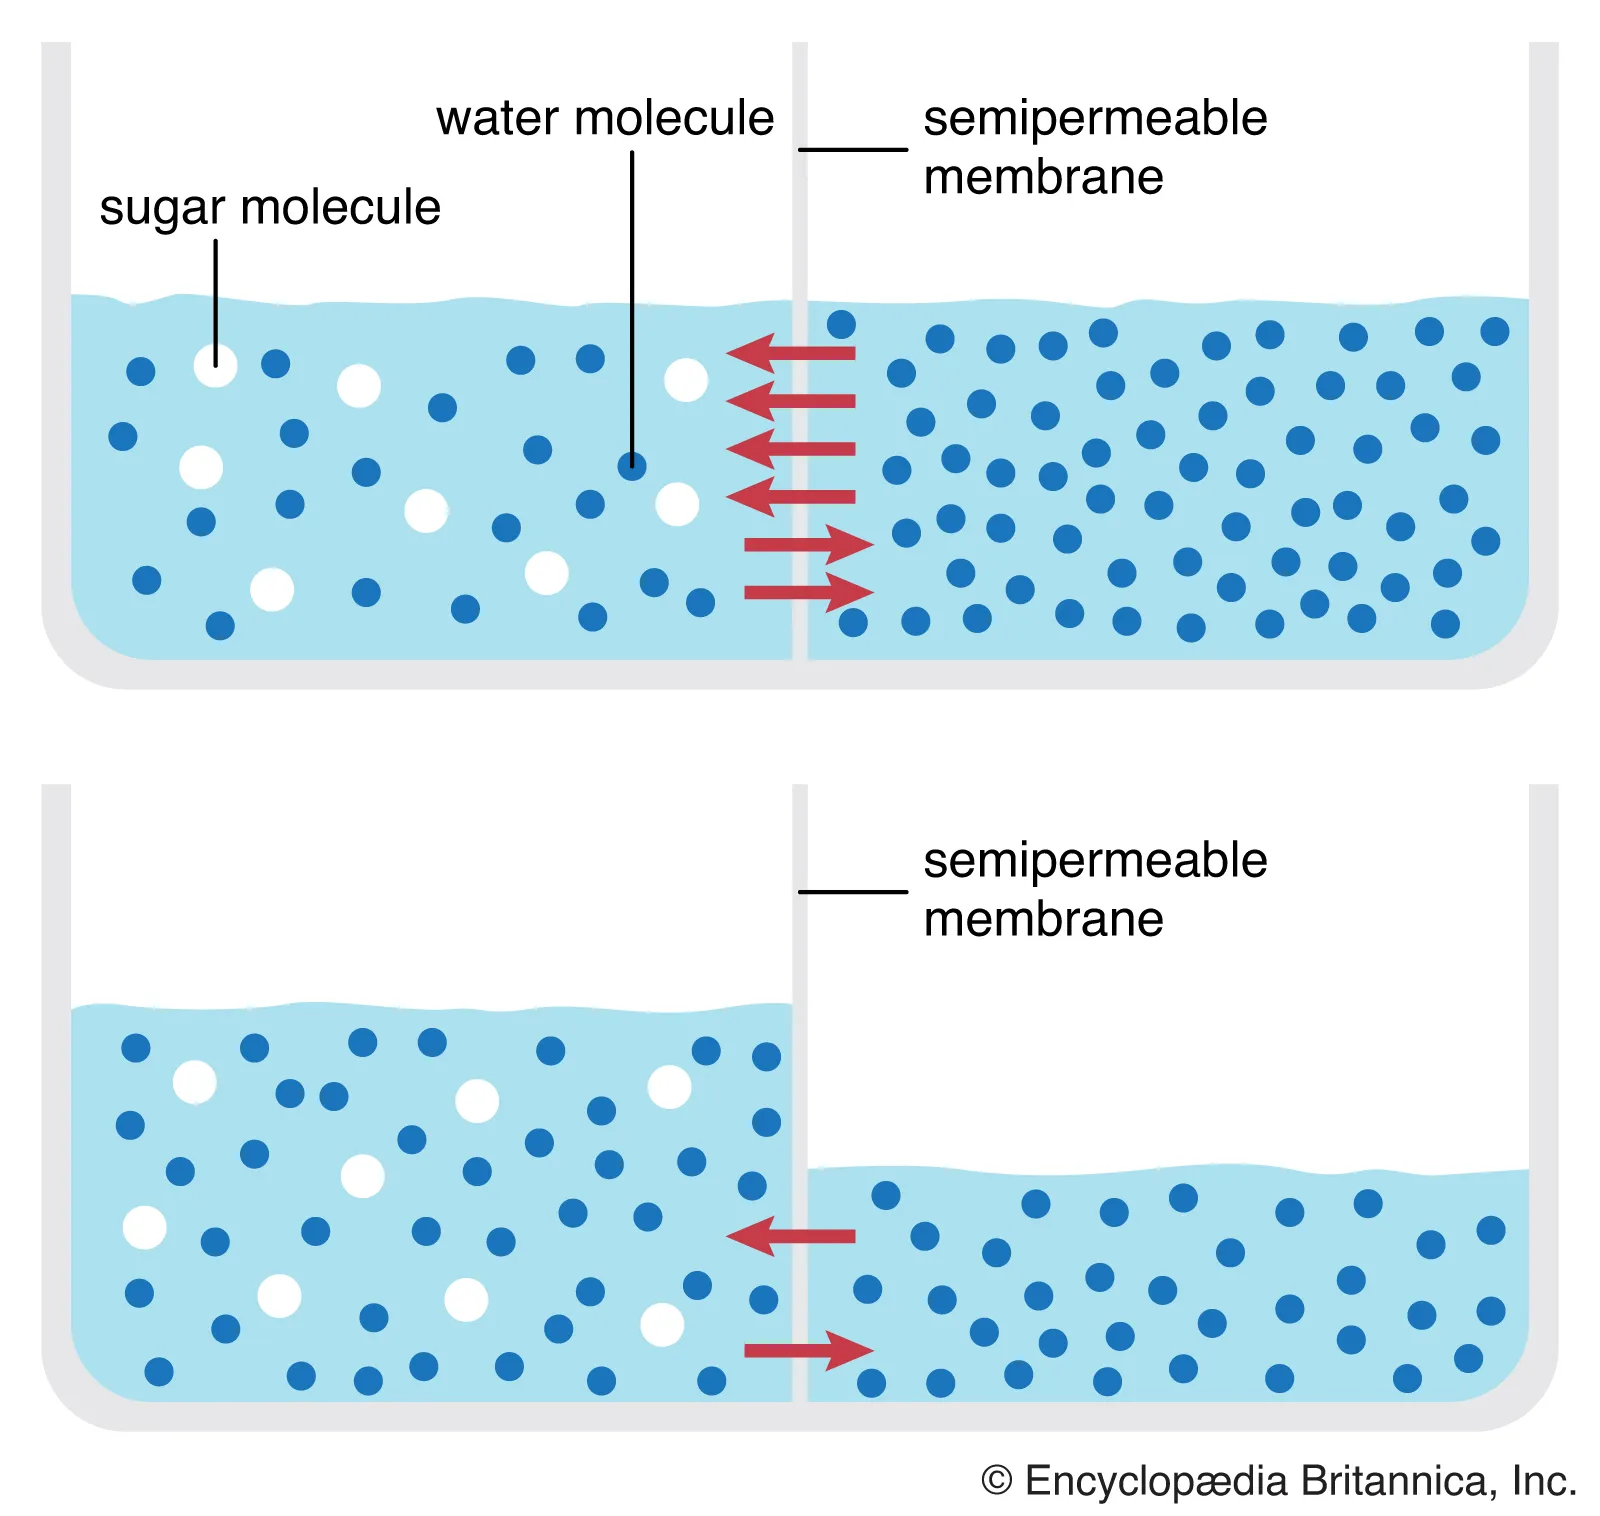 water molecule
semipermeable
membrane
sugar molecule
semipermeable
membrane
© Encyclopædia Britannica, Inc.